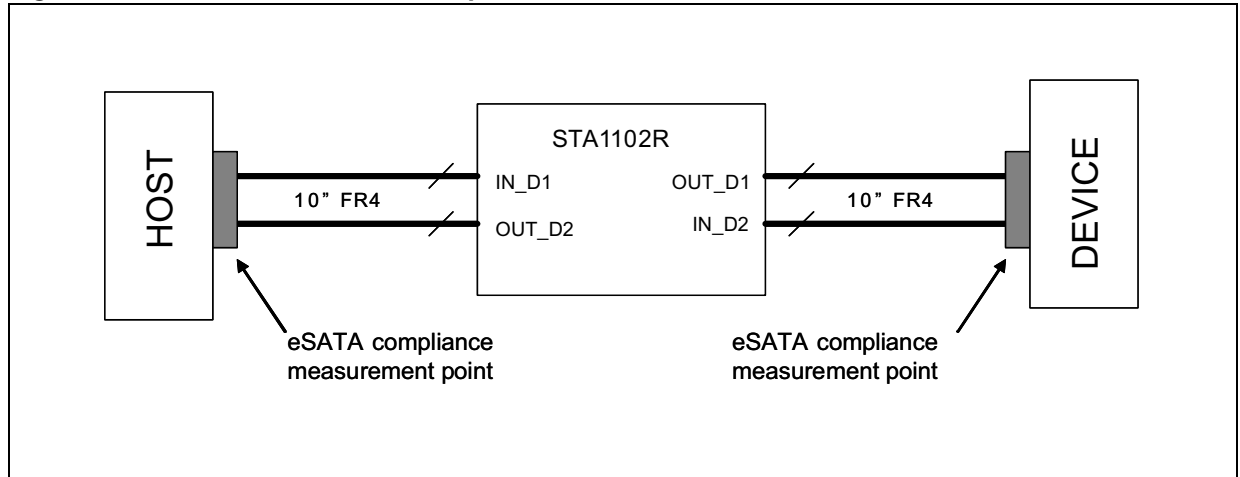 STA1102R
HOST
IN_D1
OUT_D1
10” FR4
10” FR4
OUT_D2
IN_D2
DEVICE
eSATA compliance
measurement point
eSATA compliance
measurement point